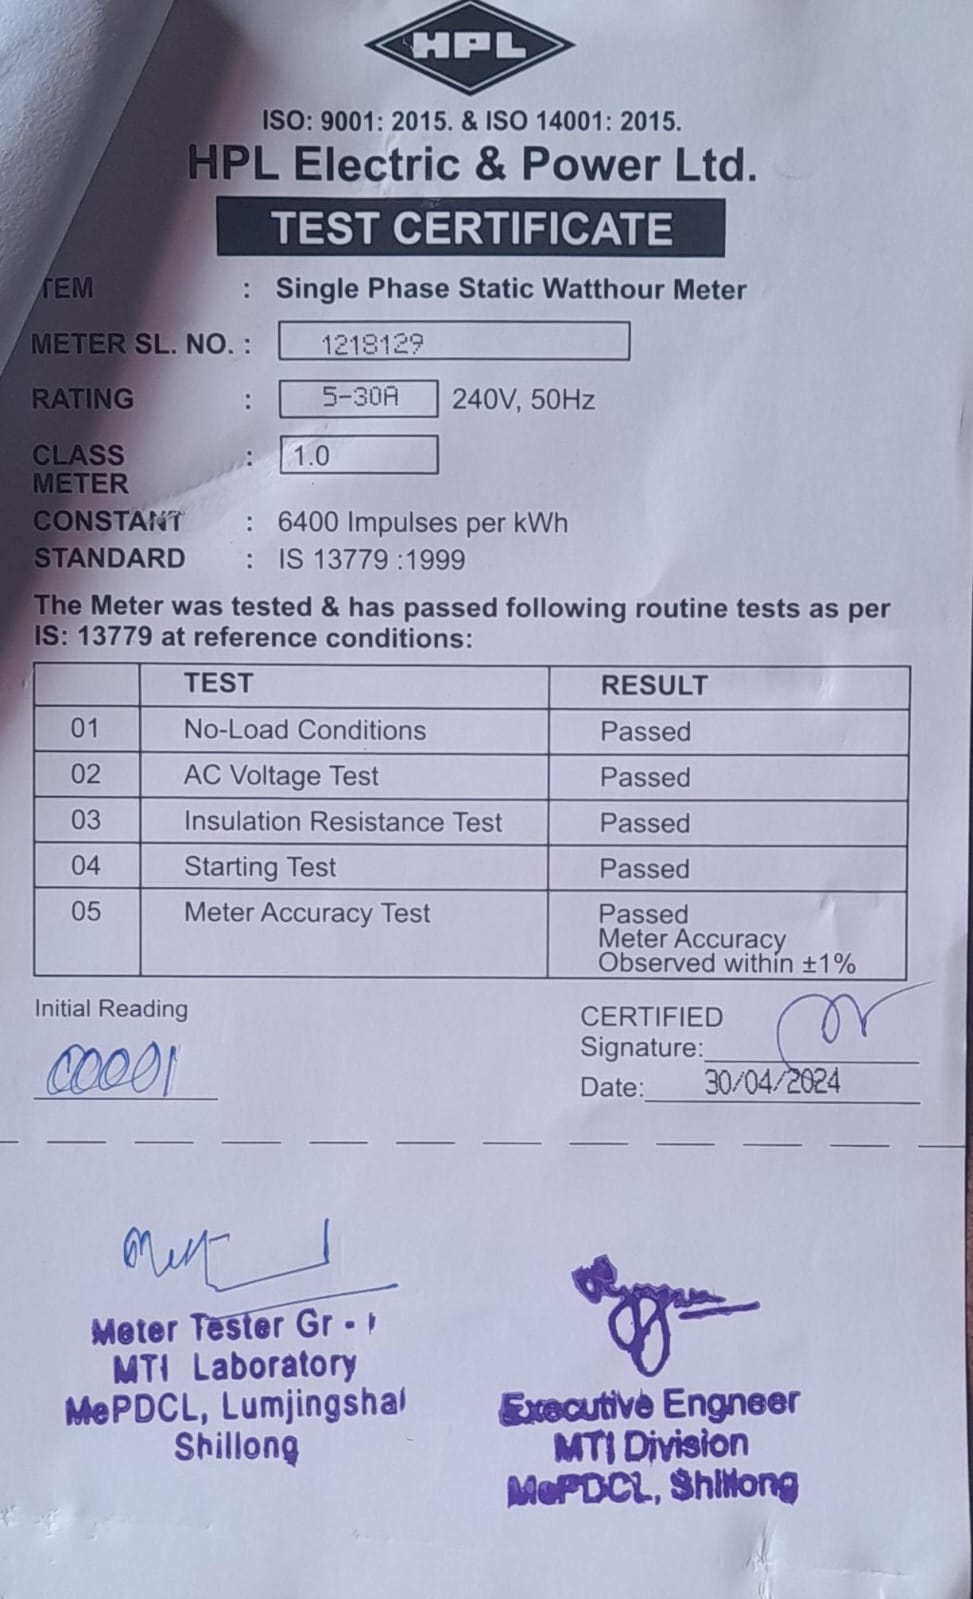 HPL
ISO: 9001: 2015. & ISO 14001: 2015.
HPL Electric & Power Ltd.
TEST CERTIFICATE
TEM : Single Phase Static Watthour Meter
METER SL. NO. : 1218129
RATING : 5-30A 240V, 50Hz
CLASS : 1.0
METER
CONSTANT : 6400 Impulses per kWh
STANDARD : IS 13779 :1999
The Meter was tested & has passed following routine tests as per
IS: 13779 at reference conditions:
TEST RESULT
01 No-Load Conditions Passed
02 AC Voltage Test Passed
03 Insulation Resistance Test Passed
04 Starting Test Passed
05 Meter Accuracy Test Passed
Meter Accuracy
Observed within ±1%
Initial Reading
00001
CERTIFIED
Signature:
Date: 30/04/2024
Meter Tester Gr - I
MTI Laboratory
MePDCL, Lumjingshai
Shillong
Executive Engneer
MTI Division
MePDCL, Shillong